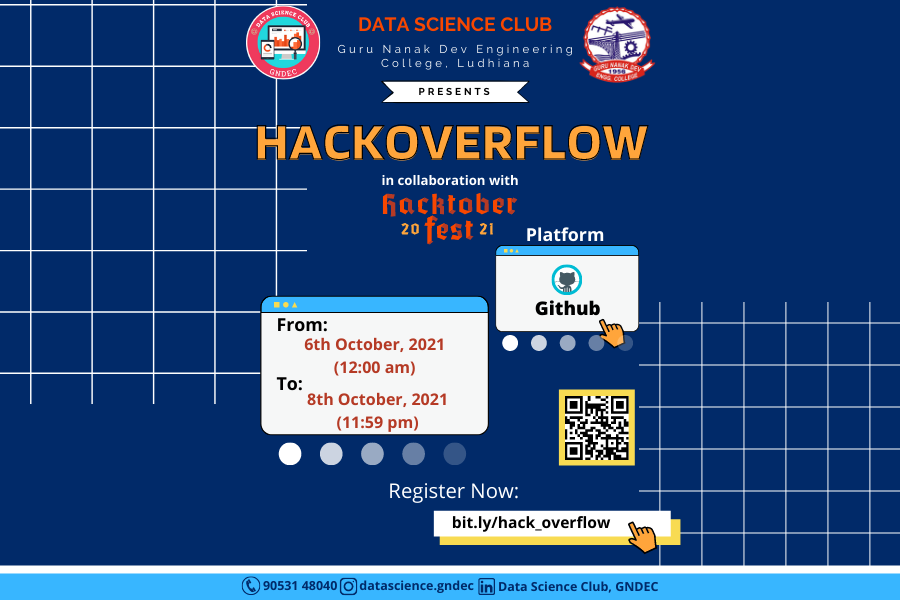 DATA SCIENCE CLUB
GNDEC
DATA SCIENCE CLUB
Guru Nanak Dev Engineering
College, Ludhiana
GURU NANAK DEV
1956
ENGG. COLLEGE
PRESENTS
HACKOVERFLOW
in collaboration with
hacktober
20 fest 21
Platform
Github
From:
6th October, 2021
(12:00 am)
To:
8th October, 2021
(11:59 pm)
Register Now:
bit.ly/hack_overflow
90531 48040 datascience.gndec Data Science Club, GNDEC